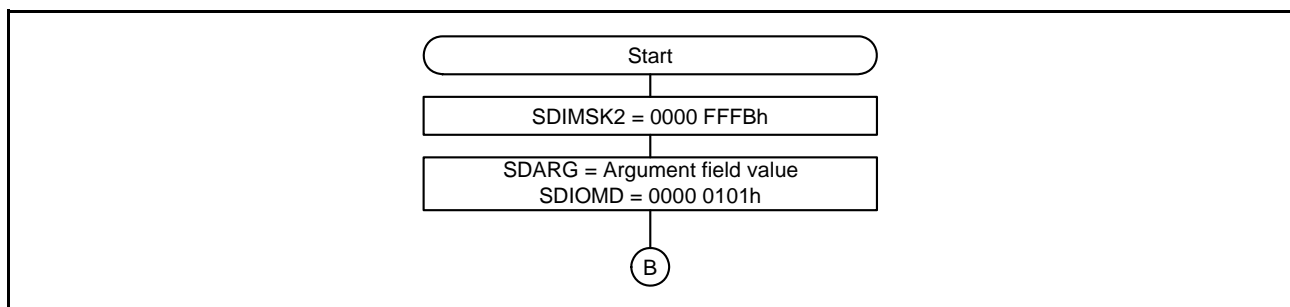 Start
SDIMSK2 = 0000 FFFBh
SDARG = Argument field value
SDIOMD = 0000 0101h
B